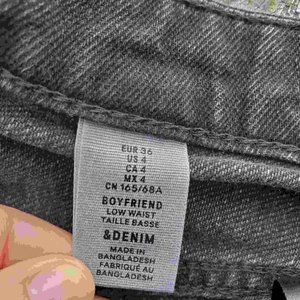 EUR 36
US 4
CA 4
MX 4
CN 165/68A
BOYFRIEND
LOW WAIST
TAILLE BASSE
&DENIM
MADE IN
BANGLADESH
FABRIQUÉ AU
BANGLADESH